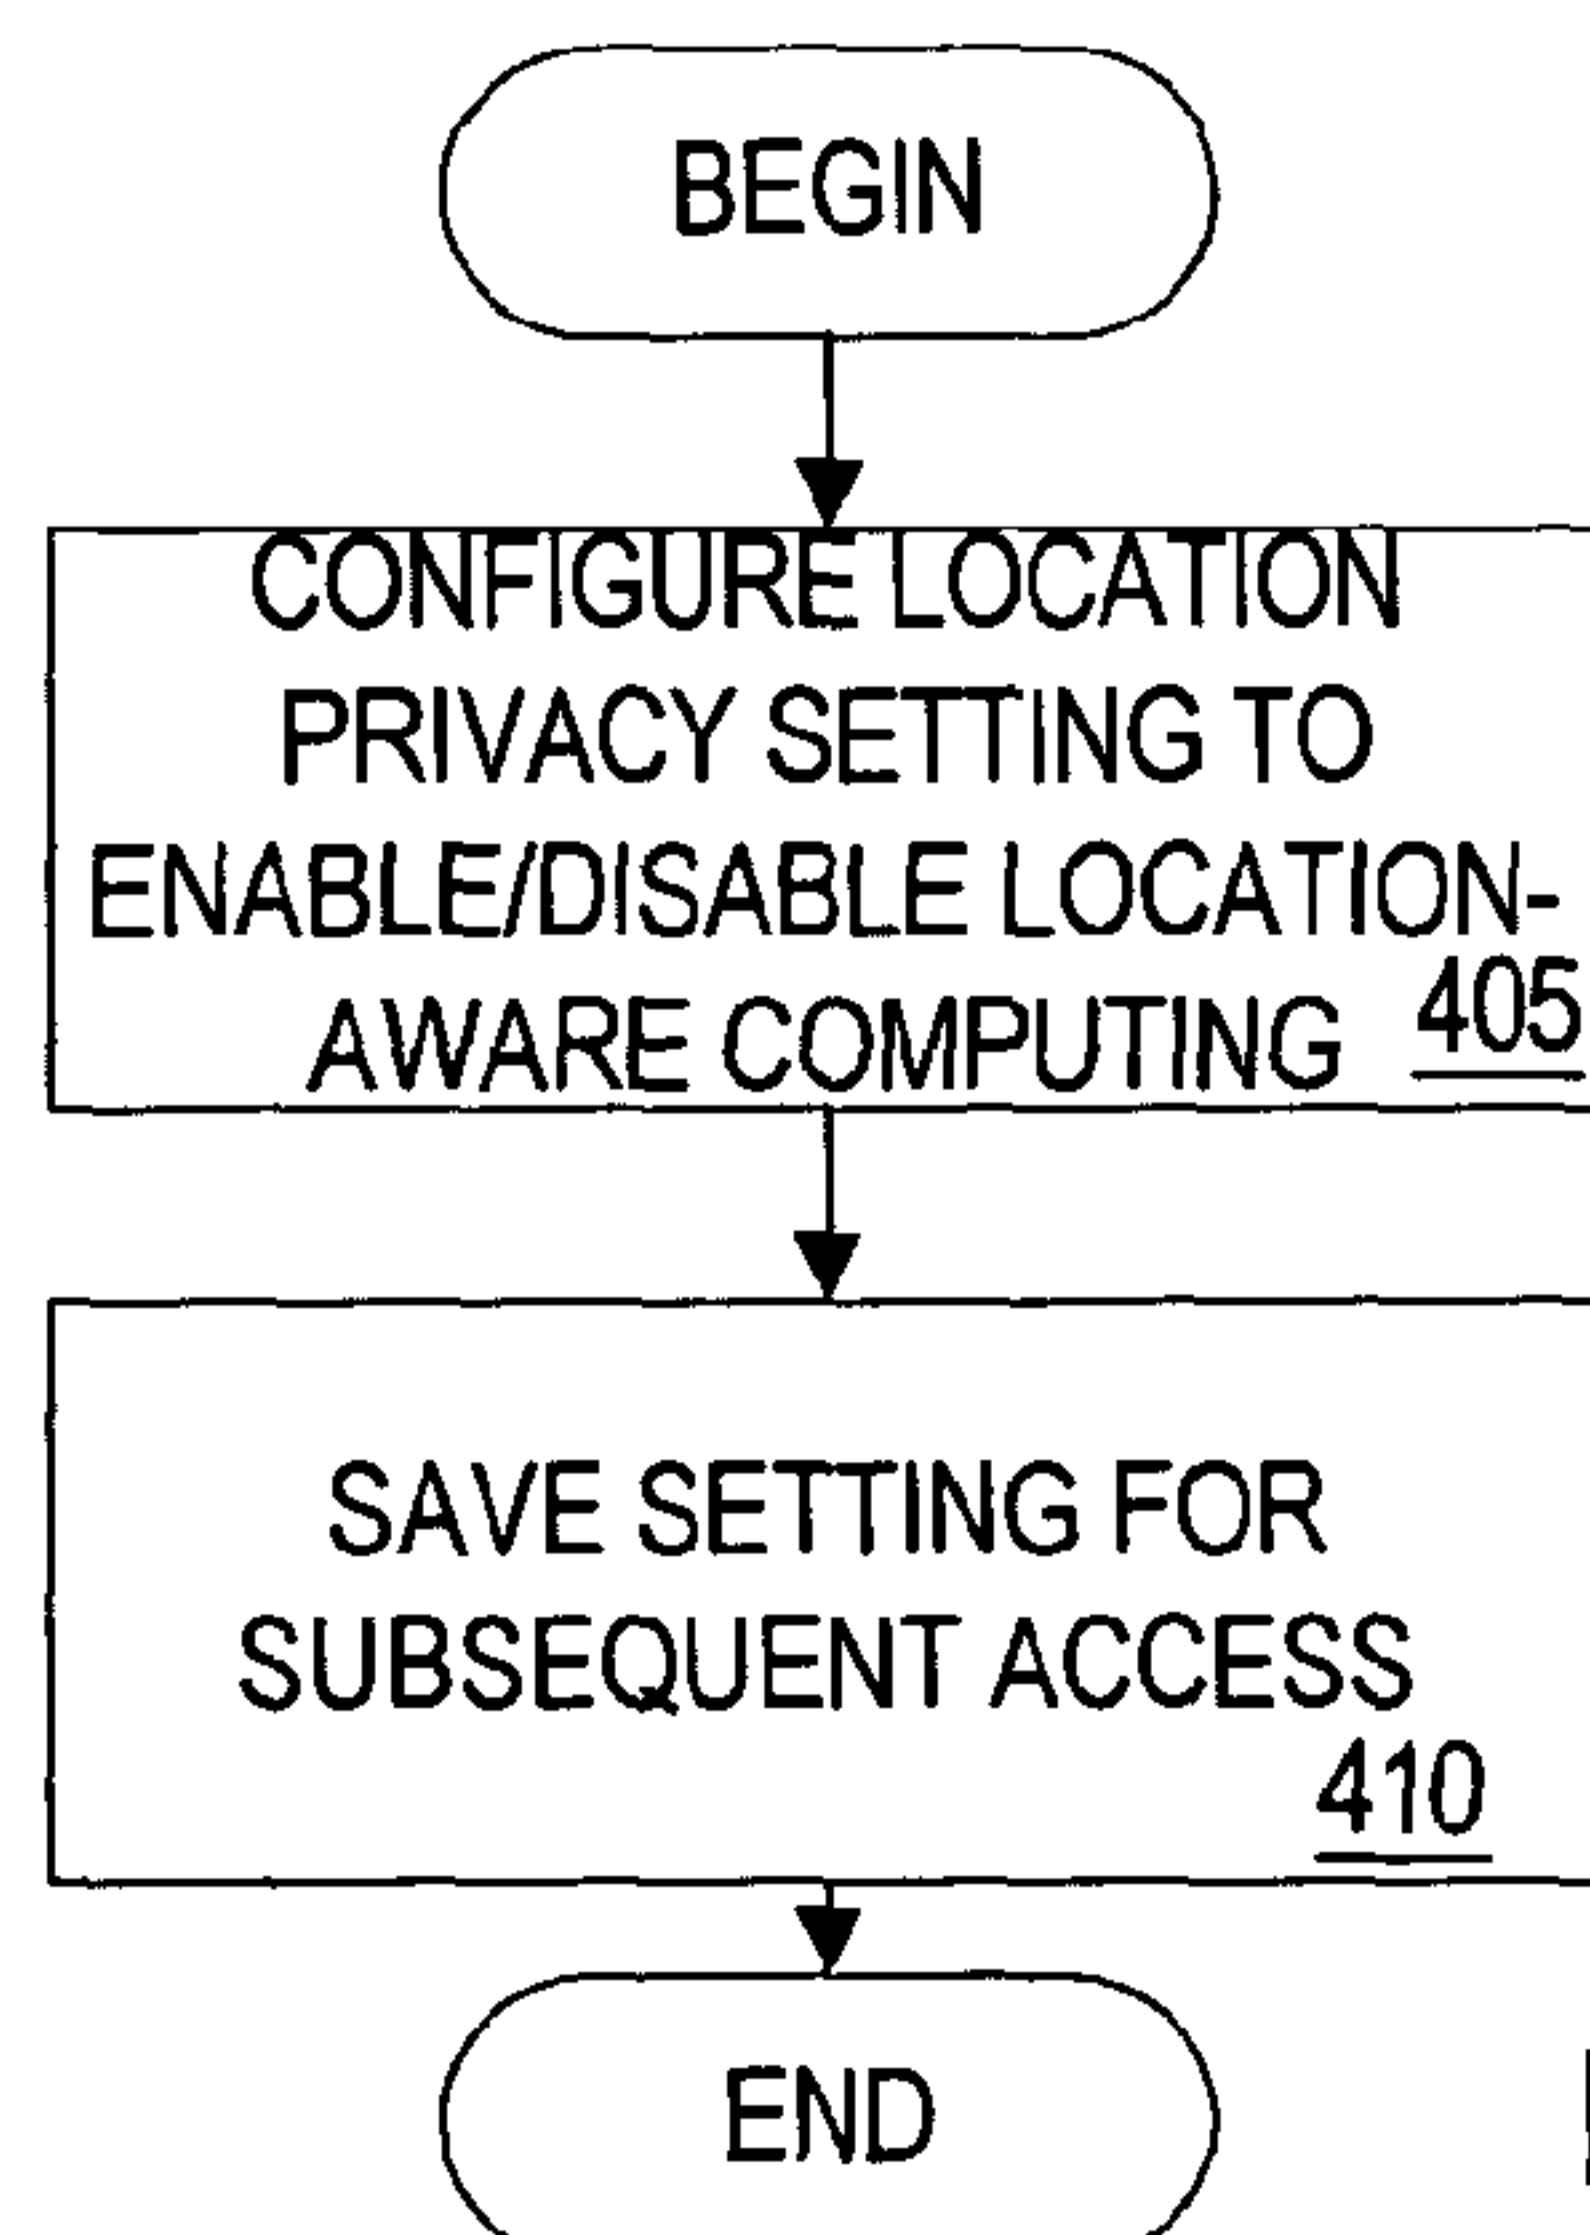 BEGIN
CONFIGURE LOCATION
PRIVACY SETTING TO
ENABLE/DISABLE LOCATION-
AWARE COMPUTING 405
SAVE SETTING FOR
SUBSEQUENT ACCESS
410
END